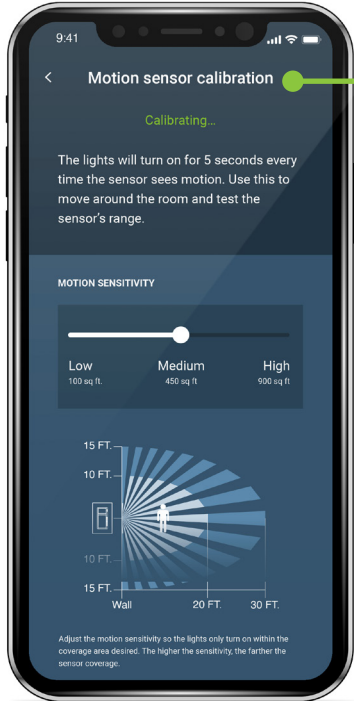 9:41
Motion sensor calibration
Calibrating...
The lights will turn on for 5 seconds every
time the sensor sees motion. Use this to
move around the room and test the
sensor's range.
MOTION SENSITIVITY
Low
Medium
High
100 sq ft.
450 sq ft
900 sq ft
15 FT.
10 FT.
10 FT.
15 FT.
Wall
20 FT.
30 FT.
Adjust the motion sensitivity so the lights only turn on within the
coverage area desired. The higher the sensitivity, the farther the
sensor coverage.